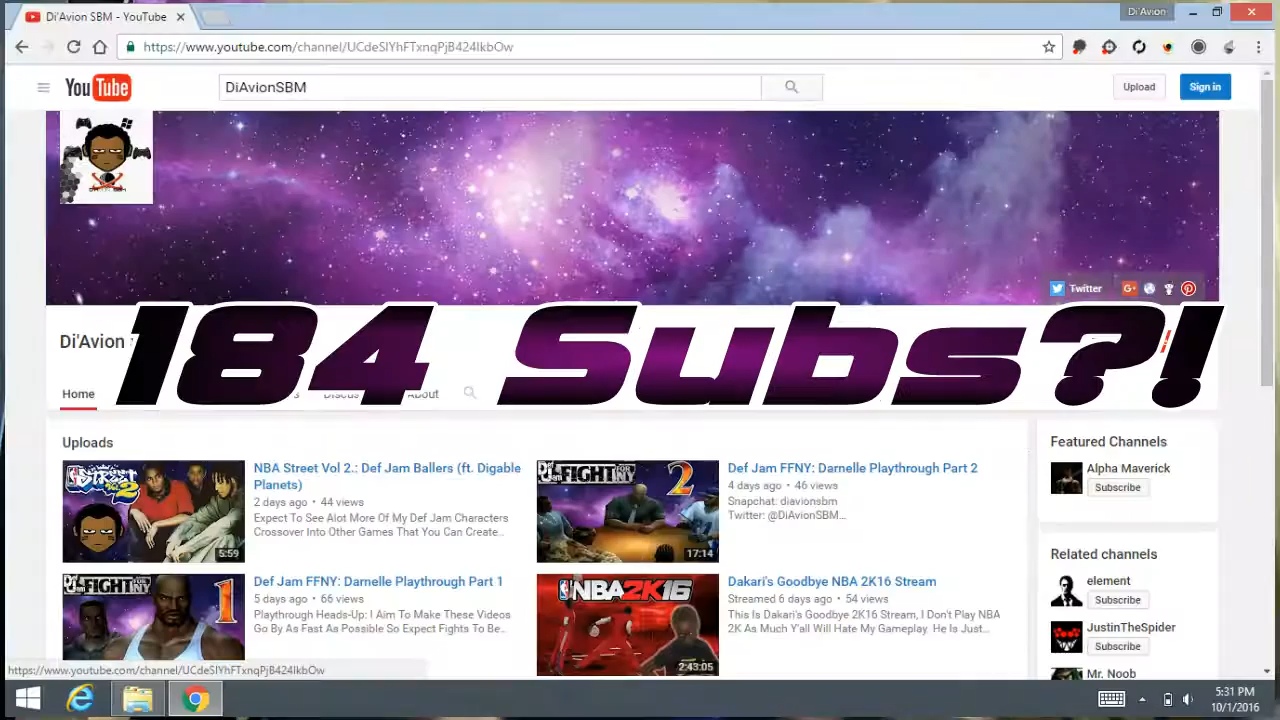 Di'Avion SBM - YouTube
Di'Avion
https://www.youtube.com/channel/UCdeSlYhFTxnqPjB424lkbOw
YouTube
DiAvionSBM
Upload
Sign in
Twitter
184 Subs?!
Di'Avion
Home
About
Uploads
NBA Street Vol 2.: Def Jam Ballers (ft. Digable
Planets)
2 days ago • 44 views
Expect To See Alot More Of My Def Jam Characters
Crossover Into Other Games That You Can Create...
5:59
Def Jam FFNY: Darnelle Playthrough Part 2
4 days ago • 46 views
Snapchat: diavionsbm
Twitter: @DiAvionSBM...
17:14
Def Jam FFNY: Darnelle Playthrough Part 1
5 days ago • 66 views
Playthrough Heads-Up: I Aim To Make These Videos
Go By As Fast As Possible So Expect Fights To Be...
Dakari's Goodbye NBA 2K16 Stream
Streamed 6 days ago • 54 views
This Is Dakari's Goodbye 2K16 Stream, I Don't Play NBA
2K As Much Y'all Will Hate My Gameplay. He Is Just...
NBA 2K16
2:43:05
Featured Channels
Alpha Maverick
Subscribe
Related channels
element
Subscribe
JustinTheSpider
Subscribe
Mr. Noob
https://www.youtube.com/channel/UCdeSlYhFTxnqPjB424lkbOw
5:31 PM
10/1/2016